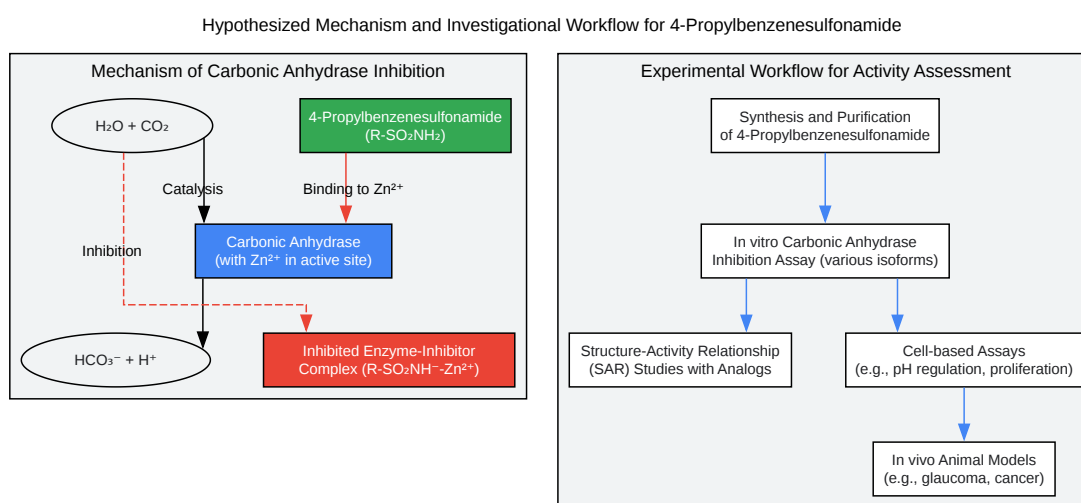 Hypothesized Mechanism and Investigational Workflow for 4-Propylbenzenesulfonamide
Mechanism of Carbonic Anhydrase Inhibition
H₂O + CO₂
4-Propylbenzenesulfonamide
(R-SO₂NH₂)
Catalysis
Binding to Zn²⁺
Inhibition
Carbonic Anhydrase
(with Zn²⁺ in active site)
HCO₃⁻ + H⁺
Inhibited Enzyme-Inhibitor
Complex (R-SO₂NH⁻-Zn²⁺)
Experimental Workflow for Activity Assessment
Synthesis and Purification
of 4-Propylbenzenesulfonamide
In vitro Carbonic Anhydrase
Inhibition Assay (various isoforms)
Structure-Activity Relationship
(SAR) Studies with Analogs
Cell-based Assays
(e.g., pH regulation, proliferation)
In vivo Animal Models
(e.g., glaucoma, cancer)